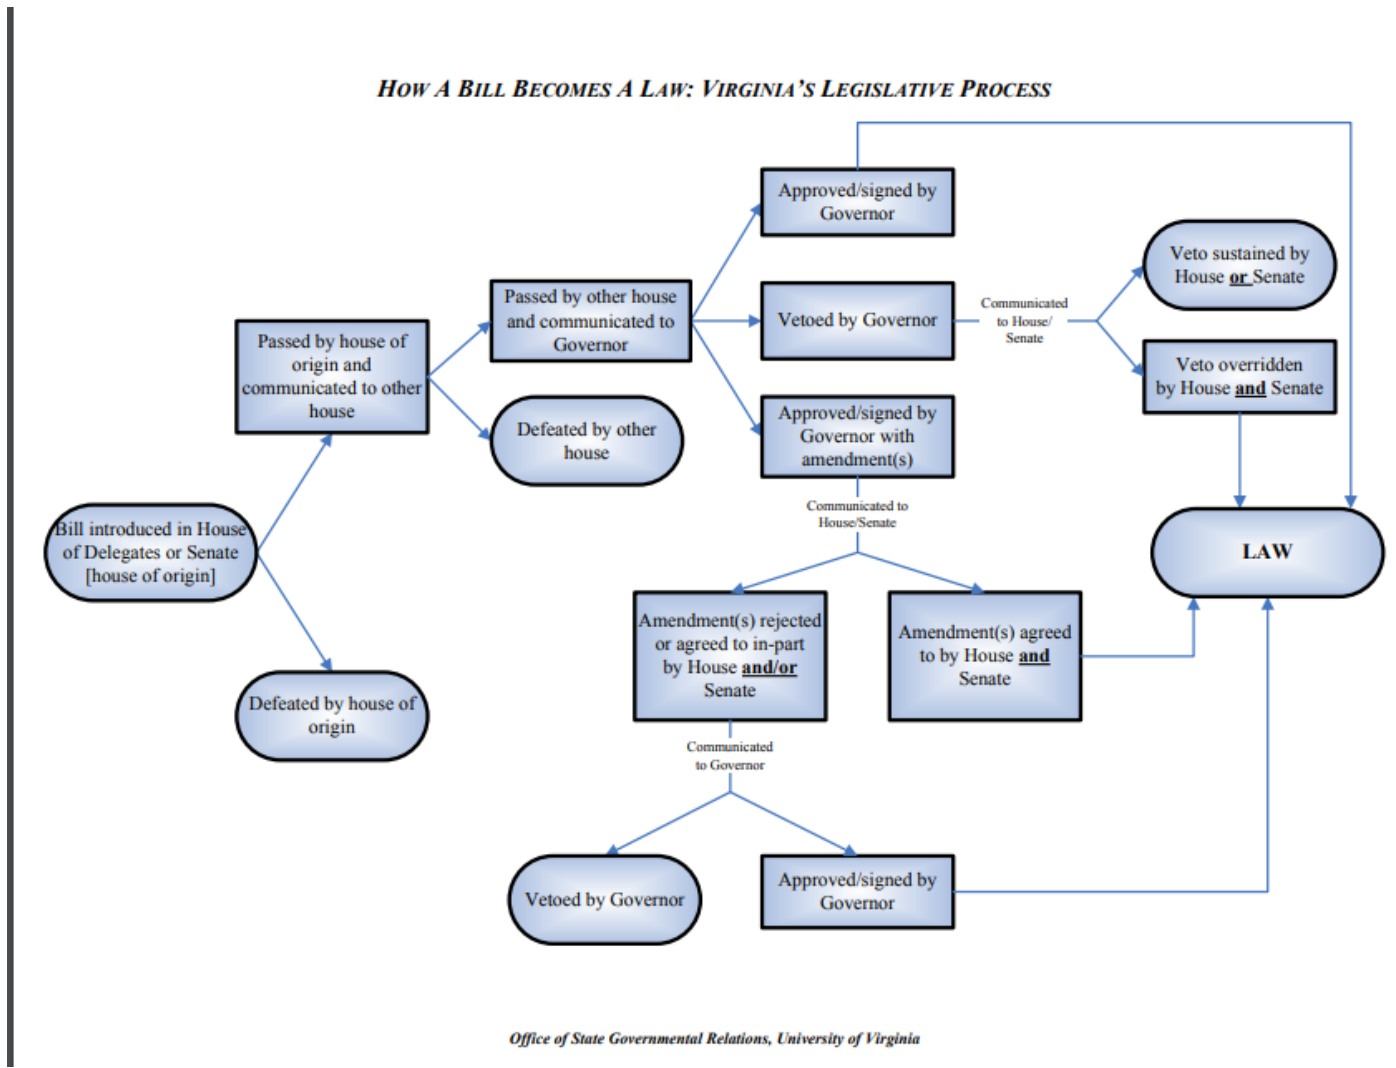 HOW A BILL BECOMES A LAW: VIRGINIA'S LEGISLATIVE PROCESS
Approved/signed by
Governor
Veto sustained by
House or Senate
Passed by other house
and communicated to
Governor
Vetoed by Governor
Communicated
to House/
Senate
Passed by house of
origin and
communicated to other
house
Veto overridden
by House and Senate
Defeated by other
house
Approved/signed by
Governor with
amendment(s)
Communicated to
House/Senate
Bill introduced in House
of Delegates or Senate
[house of origin]
LAW
Amendment(s) rejected
or agreed to in-part
by House and/or
Senate
Amendment(s) agreed
to by House and
Senate
Defeated by house of
origin
Communicated
to Governor
Vetoed by Governor
Approved/signed by
Governor
Office of State Governmental Relations, University of Virginia